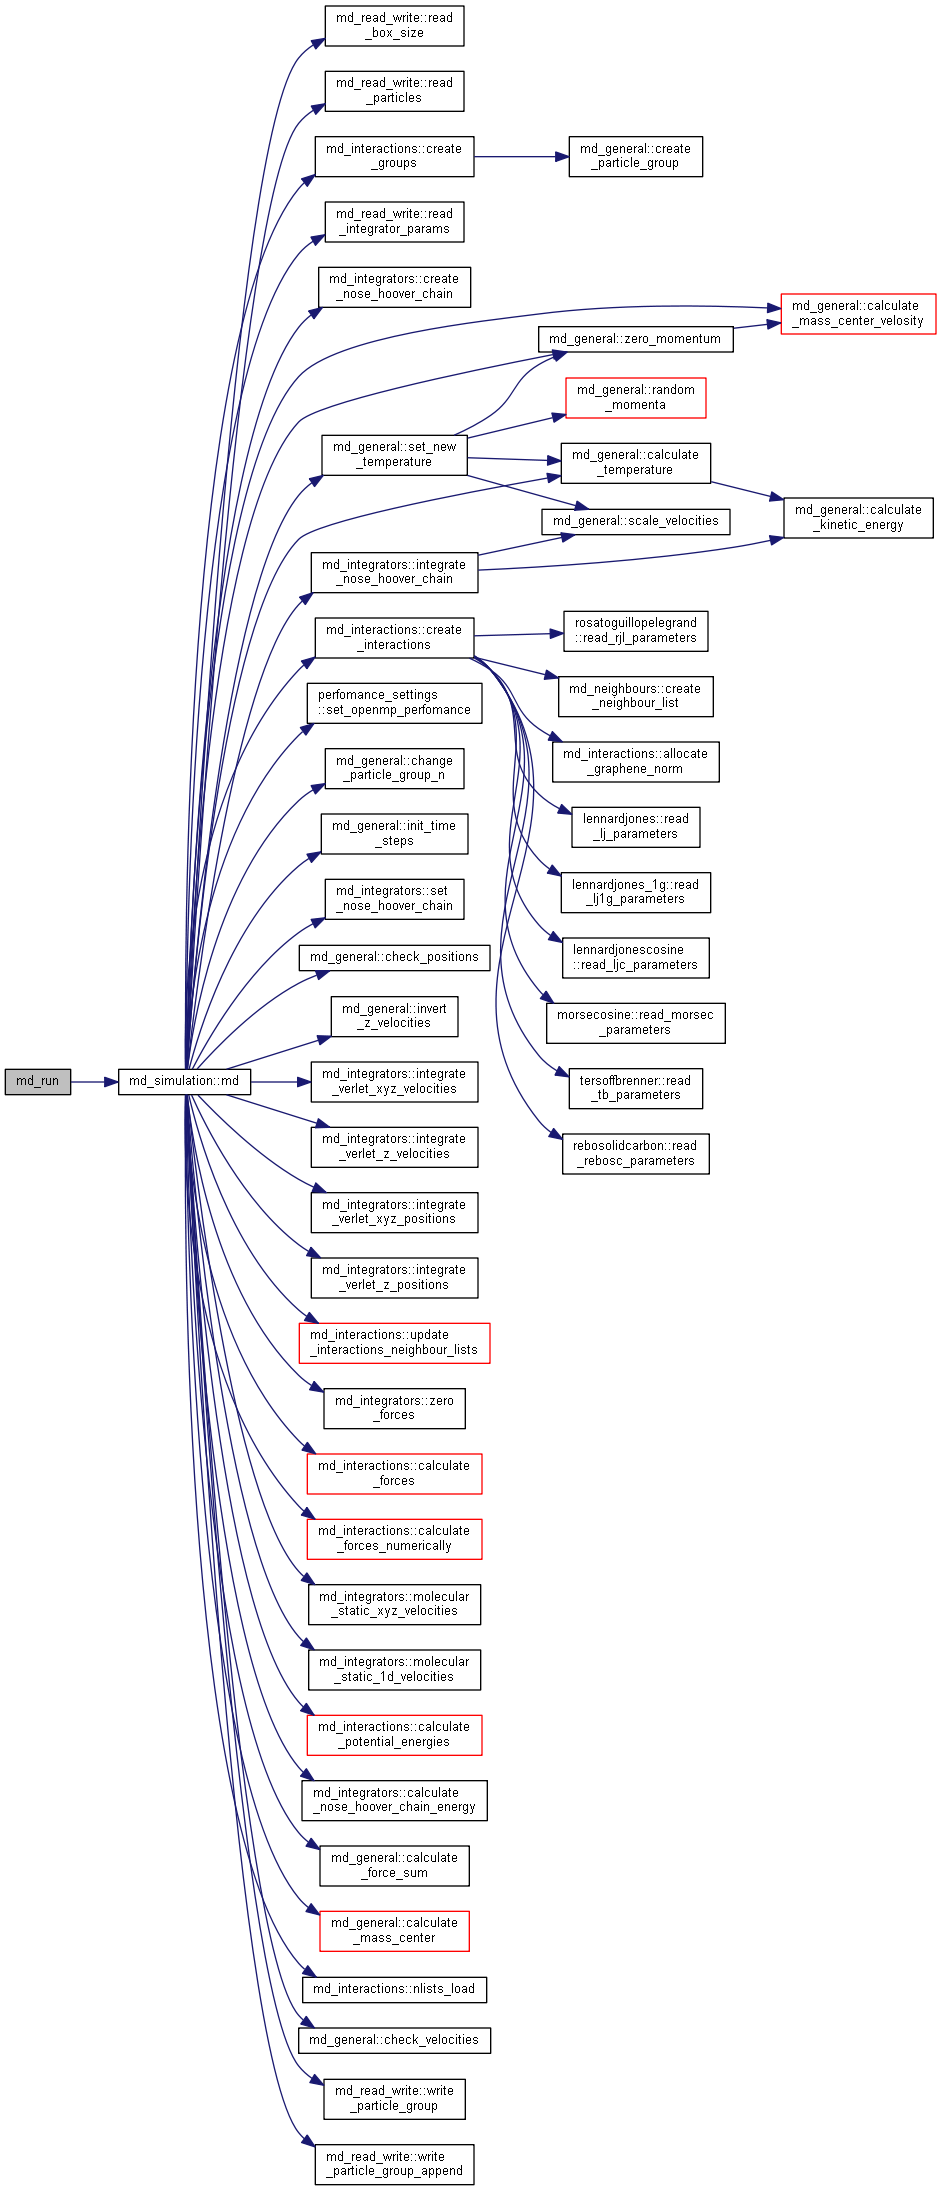 md_run
md_simulation::md
md_read_write::read
_box_size
md_read_write::read
_particles
md_interactions::create
_groups
md_general::create
_particle_group
md_read_write::read
_integrator_params
md_integrators::create
_nose_hoover_chain
md_general::calculate
_mass_center_velosity
md_general::zero_momentum
md_general::random
_momenta
md_general::set_new
_temperature
md_general::calculate
_temperature
md_general::calculate
_kinetic_energy
md_general::scale_velocities
md_integrators::integrate
_nose_hoover_chain
md_interactions::create
_interactions
rosatoguillopelegrand
::read_rjl_parameters
md_neighbours::create
_neighbour_list
perfomance_settings
::set_openmp_perfomance
md_interactions::allocate
_graphene_norm
md_general::change
_particle_group_n
lennardjones::read
_lj_parameters
md_general::init_time
_steps
lennardjones_1g::read
_lj1g_parameters
md_integrators::set
_nose_hoover_chain
lennardjonescosine
::read_ljc_parameters
md_general::check_positions
md_general::invert
_z_velocities
morsecosine::read_morsec
_parameters
md_integrators::integrate
_verlet_xyz_velocities
tersoffbrenner::read
_tb_parameters
md_integrators::integrate
_verlet_z_velocities
rebosolidcarbon::read
_rebosc_parameters
md_integrators::integrate
_verlet_xyz_positions
md_integrators::integrate
_verlet_z_positions
md_interactions::update
_interactions_neighbour_lists
md_integrators::zero
_forces
md_interactions::calculate
_forces
md_interactions::calculate
_forces_numerically
md_integrators::molecular
_static_xyz_velocities
md_integrators::molecular
_static_1d_velocities
md_interactions::calculate
_potential_energies
md_integrators::calculate
_nose_hoover_chain_energy
md_general::calculate
_force_sum
md_general::calculate
_mass_center
md_interactions::nlists_load
md_general::check_velocities
md_read_write::write
_particle_group
md_read_write::write
_particle_group_append